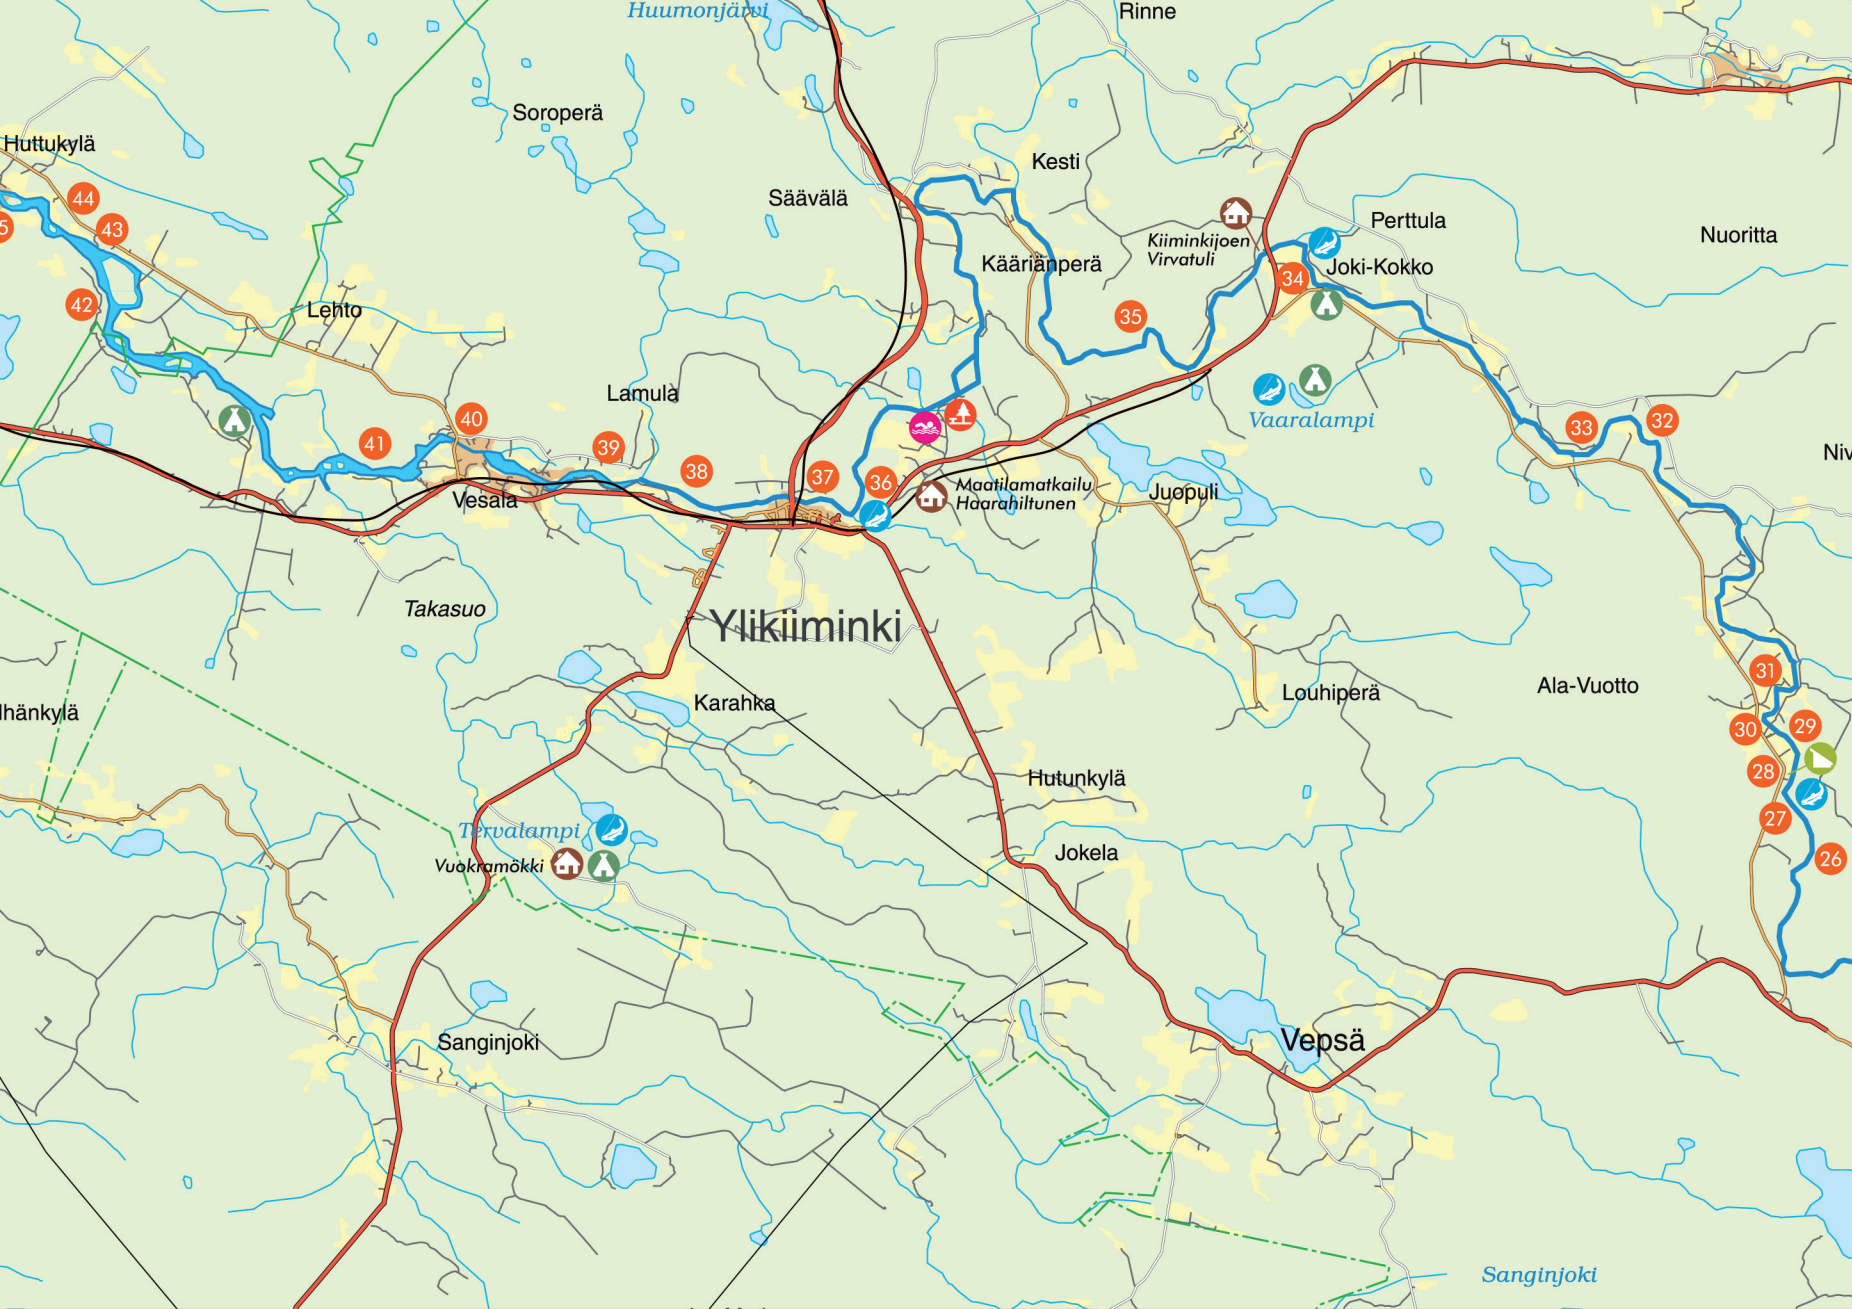 Huumonjärvi
Rinne
Soroperä
Huttukylä
Kesti
44
Säävälä
43
Perttula
Kiiminkijoen
Virvatuli
Nuoritta
Kääriänperä
Joki-Kokko
34
42
Lehto
35
Lamula
Vaaralampi
40
32
33
41
39
38
37
36
Maatilamatkailu
Haarahiltunen
Vesala
Juopuli
Takasuo
Ylikiiminki
31
Ala-Vuotto
Louhiperä
Karahka
30
29
28
Hutunkylä
27
Tervalampi
Jokela
26
Vuokramökki
Sanginjoki
Vepsä
Sanginjoki